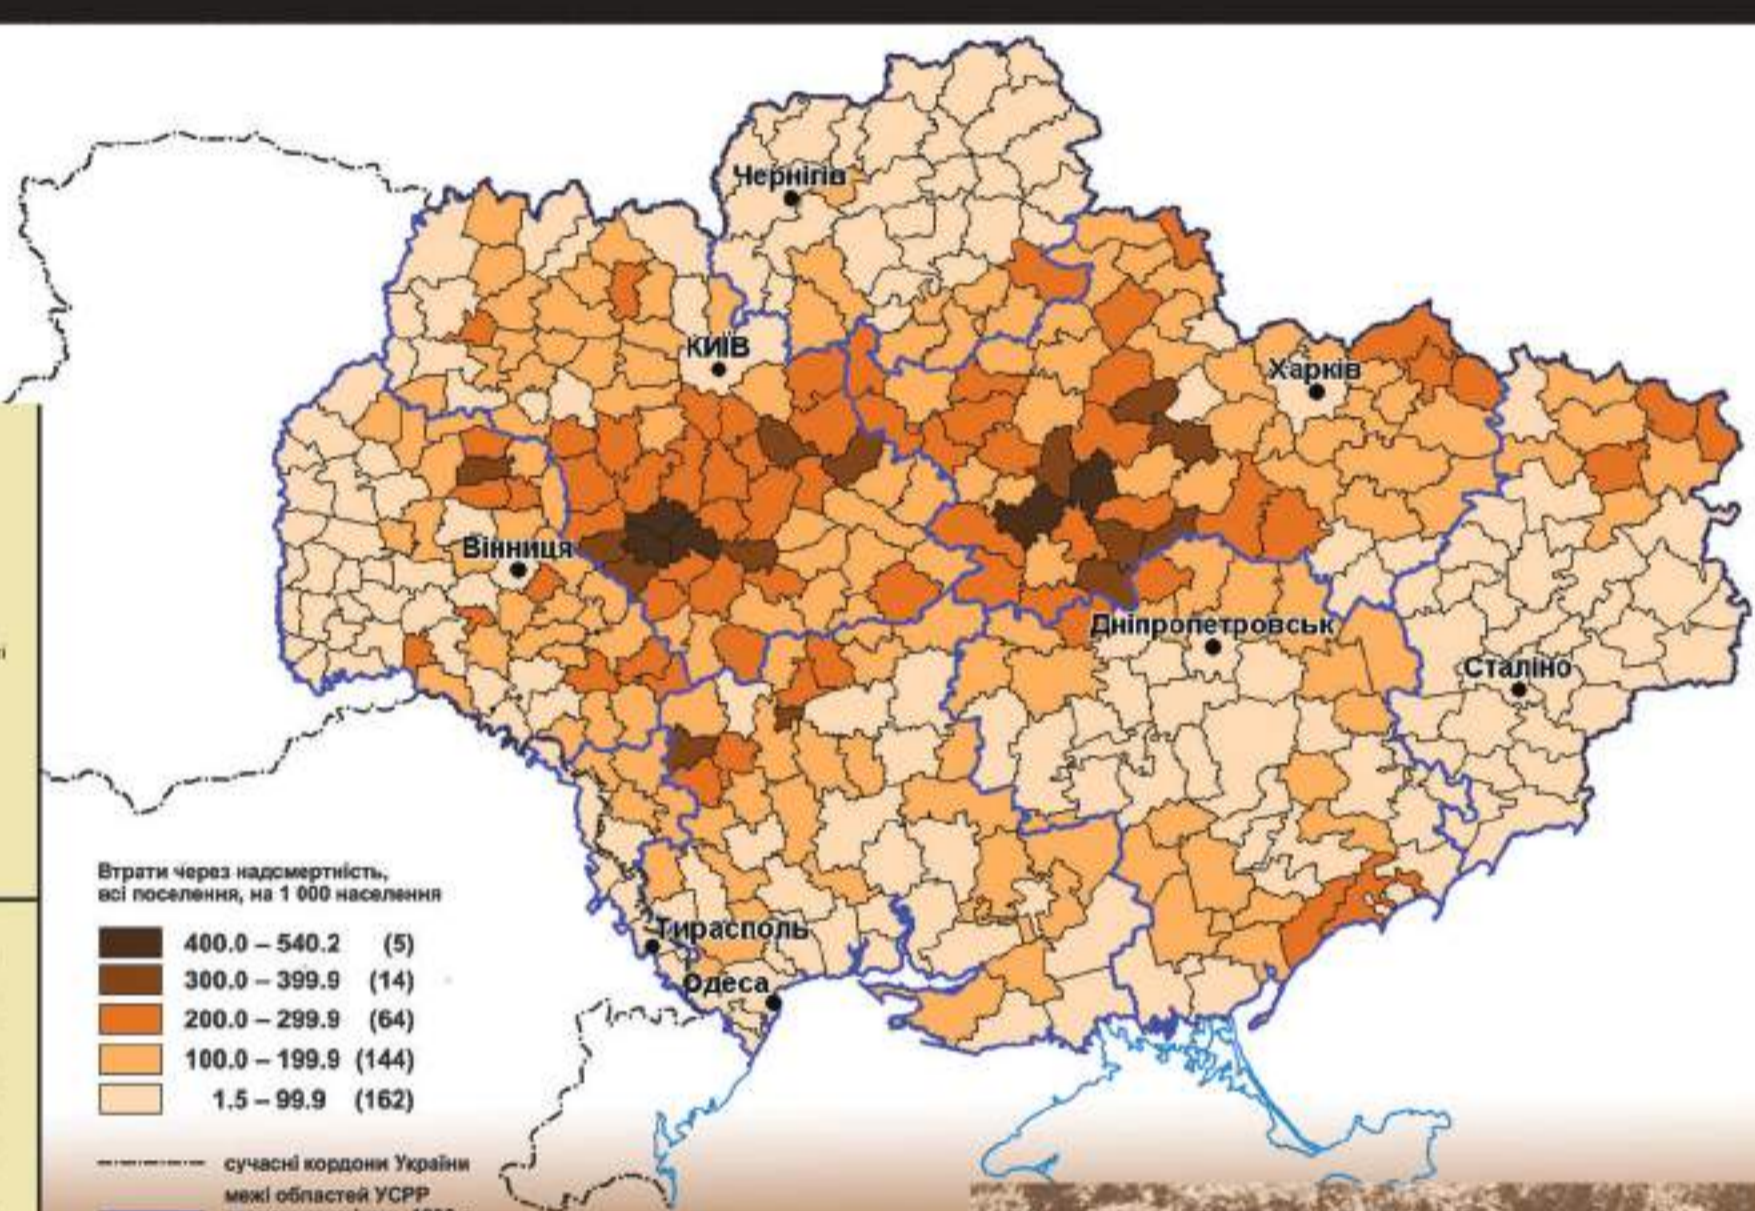 Чернігів
КИЇВ
Харків
Вінниця
Дніпропетровськ
Сталіно
Тирасполь
Одеса
Втрати через надсмертність,
всі поселення, на 1 000 населення
400.0 – 540.2 (5)
300.0 – 399.9 (14)
200.0 – 299.9 (64)
100.0 – 199.9 (144)
1.5 – 99.9 (162)
сучасні кордони України
межі областей УСРР